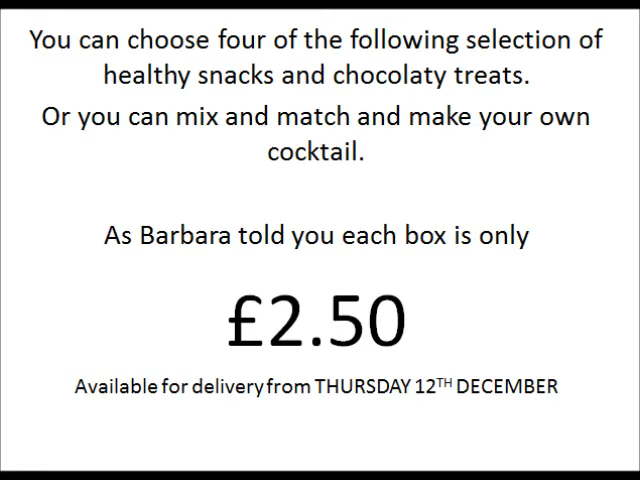 You can choose four of the following selection of
healthy snacks and chocolaty treats.
Or you can mix and match and make your own
cocktail.
As Barbara told you each box is only
£2.50
Available for delivery from THURSDAY 12TH DECEMBER